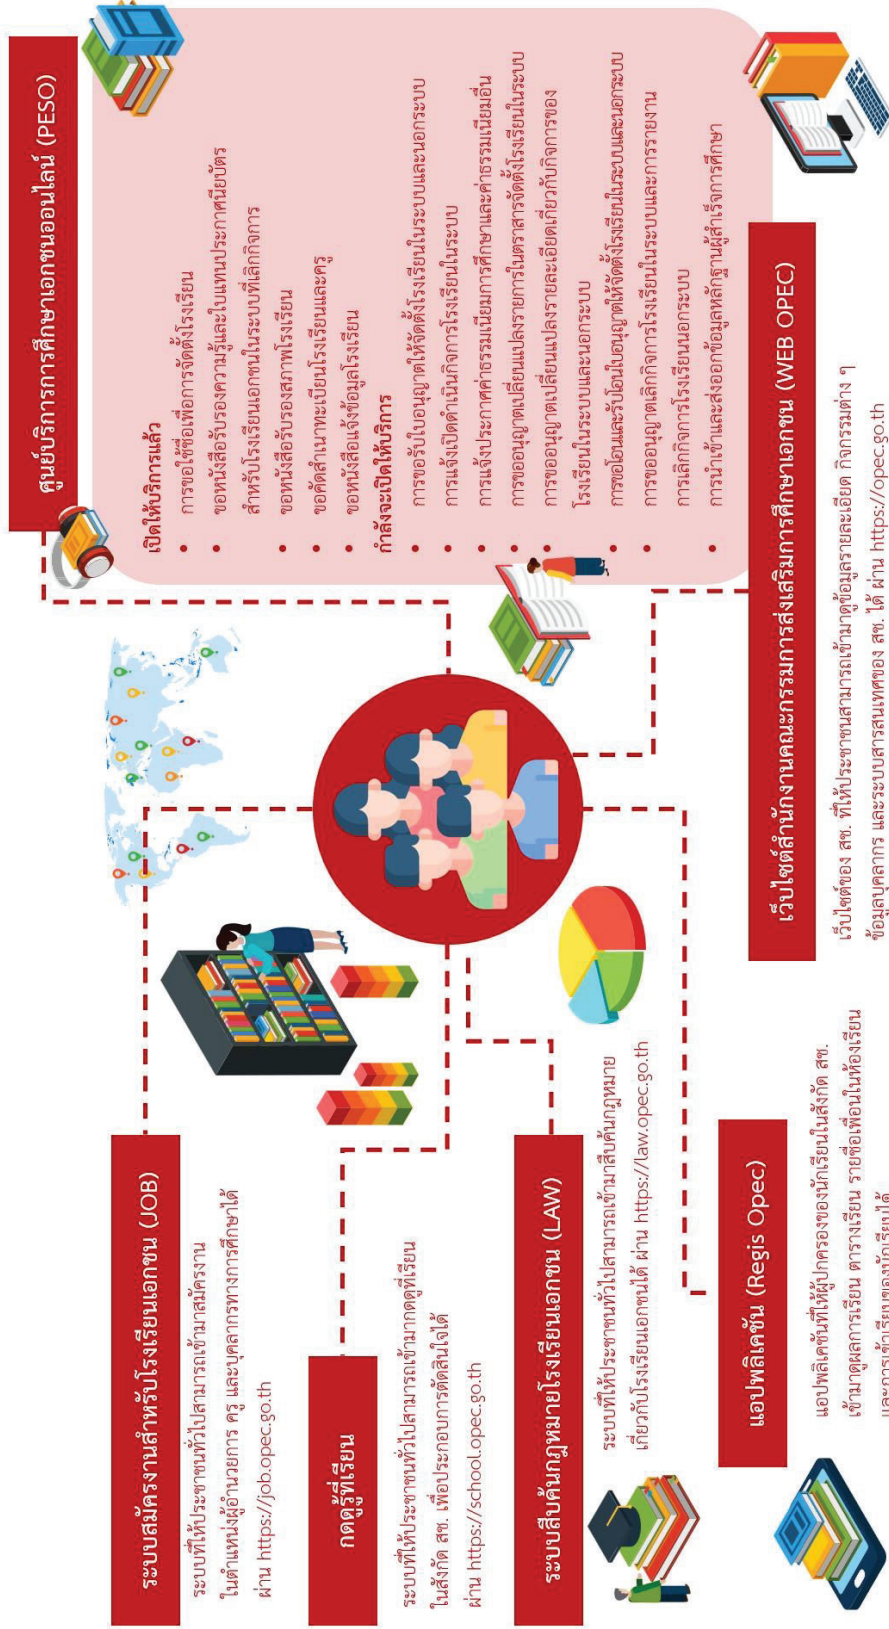 ระบบสมัครงานสำหรับโรงเรียนเอกชน (JOB)
ระบบที่ให้ประชาชนทั่วไปสามารถเข้ามาสมัครงาน
ในตำแหน่งผู้อำนวยการ ครู และบุคลากรทางการศึกษาได้
ผ่าน https://job.opec.go.th
กดดูรู้ที่เรียน
ระบบที่ให้ประชาชนทั่วไปสามารถเข้ามากดดูที่เรียน
ในสังกัด สช. เพื่อประกอบการตัดสินใจได้
ผ่าน https://school.opec.go.th
ระบบสืบค้นกฎหมายโรงเรียนเอกชน (LAW)
ระบบที่ให้ประชาชนทั่วไปสามารถเข้ามาสืบค้นกฎหมาย
เกี่ยวกับโรงเรียนเอกชนได้ ผ่าน https://law.opec.go.th
แอปพลิเคชัน (Regis Opec)
แอปพลิเคชันที่ให้ผู้ปกครองของนักเรียนในสังกัด สช.
เข้ามาดูผลการเรียน ตารางเรียน รายชื่อเพื่อนในห้องเรียน
และการเข้าเรียนของนักเรียนได้
ศูนย์บริการการศึกษาเอกชนออนไลน์ (PESO)
เปิดให้บริการแล้ว
• การขอใช้ชื่อเพื่อการจัดตั้งโรงเรียน
• ขอหนังสือรับรองความรู้และใบแทนประกาศนียบัตร
สำหรับโรงเรียนเอกชนในระบบที่เลิกกิจการ
• ขอหนังสือรับรองสภาพโรงเรียน
• ขอคัดสำเนาทะเบียนโรงเรียนและครู
• ขอหนังสือแจ้งข้อมูลโรงเรียน
กำลังจะเปิดให้บริการ
• การขอรับใบอนุญาตให้จัดตั้งโรงเรียนในระบบและนอกระบบ
• การแจ้งเปิดดำเนินกิจการโรงเรียนในระบบ
• การแจ้งประกาศค่าธรรมเนียมการศึกษาและค่าธรรมเนียมอื่น
• การขออนุญาตเปลี่ยนแปลงรายการในตราสารจัดตั้งโรงเรียนในระบบ
• การขออนุญาตเปลี่ยนแปลงรายละเอียดเกี่ยวกับกิจการของ
โรงเรียนในระบบและนอกระบบ
• การขอโอนและรับโอนใบอนุญาตให้จัดตั้งโรงเรียนในระบบและนอกระบบ
• การขออนุญาตเลิกกิจการโรงเรียนในระบบและการรายงาน
การเลิกกิจการโรงเรียนนอกระบบ
• การนำเข้าและส่งออกข้อมูลหลักฐานผู้สำเร็จการศึกษา
เว็บไซต์สำนักงานคณะกรรมการส่งเสริมการศึกษาเอกชน (WEB OPEC)
เว็บไซต์ของ สช. ที่ให้ประชาชนสามารถเข้ามาดูข้อมูลรายละเอียด กิจกรรมต่าง ๆ
ข้อมูลบุคลากร และระบบสารสนเทศของ สช. ได้ ผ่าน https://opec.go.th